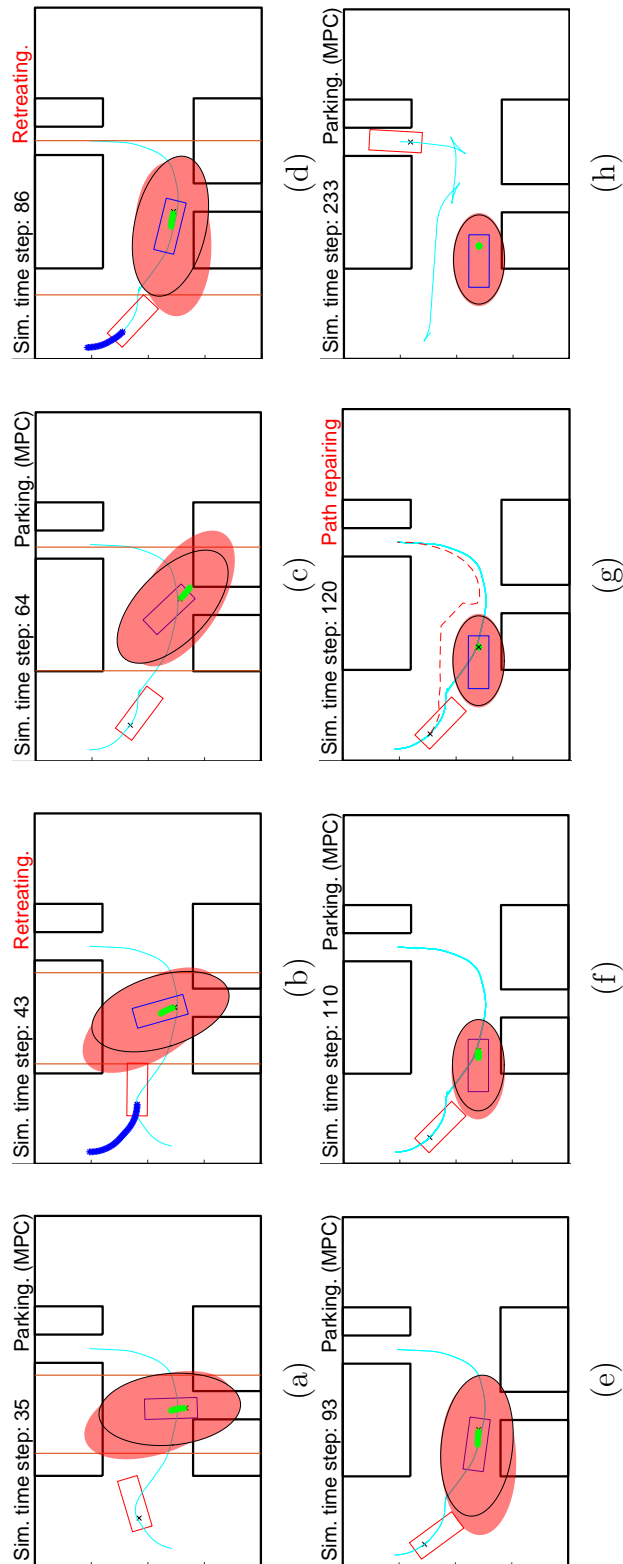 Sim. time step: 35 Parking. (MPC)
(a)
Sim. time step: 43 Retreating.
(b)
Sim. time step: 64 Parking. (MPC)
(c)
Sim. time step: 86 Retreating.
(d)
Sim. time step: 93 Parking. (MPC)
(e)
Sim. time step: 110 Parking. (MPC)
(f)
Sim. time step: 120 Path repairing
(g)
Sim. time step: 233 Parking. (MPC)
(h)